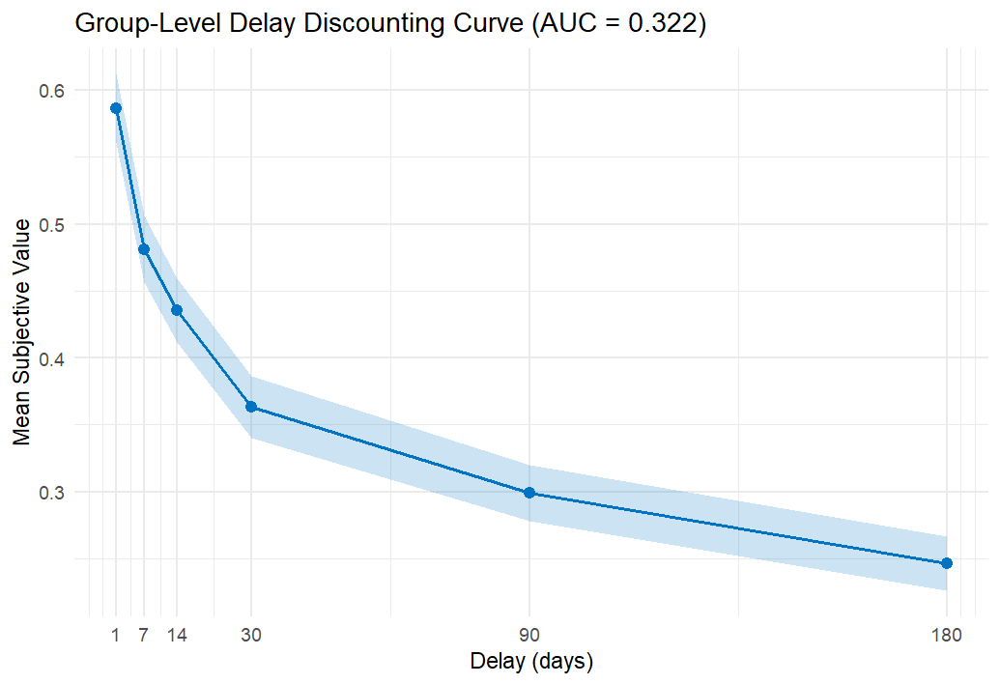 Group-Level Delay Discounting Curve (AUC = 0.322)
0.6
0.5
0.4
0.3
Mean Subjective Value
1 7 14 30 90 180
Delay (days)